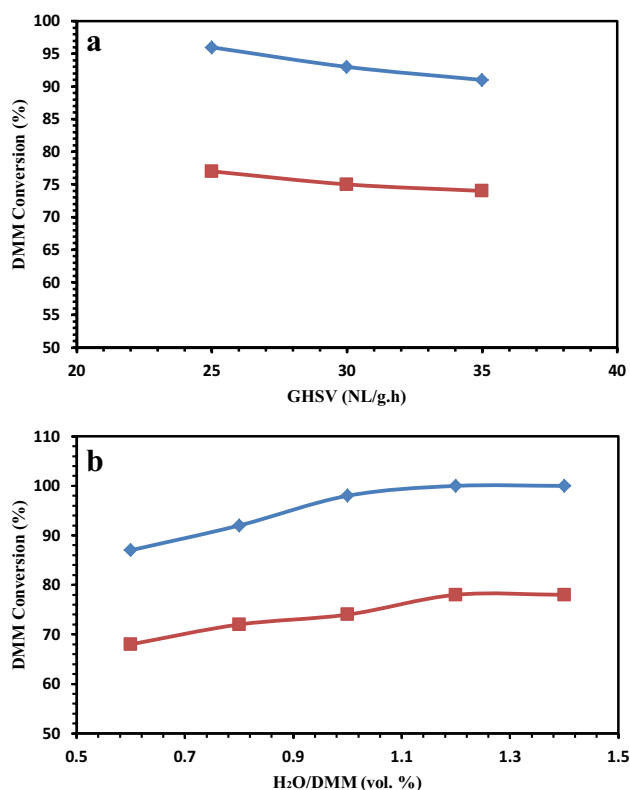 a
DMM Conversion (%)
100
95
90
85
80
75
70
65
60
55
50
20 25 30 35 40
GHSV (NL/g.h)
b
DMM Conversion (%)
110
100
90
80
70
60
50
0.5 0.7 0.9 1.1 1.3 1.5
H₂O/DMM (vol. %)